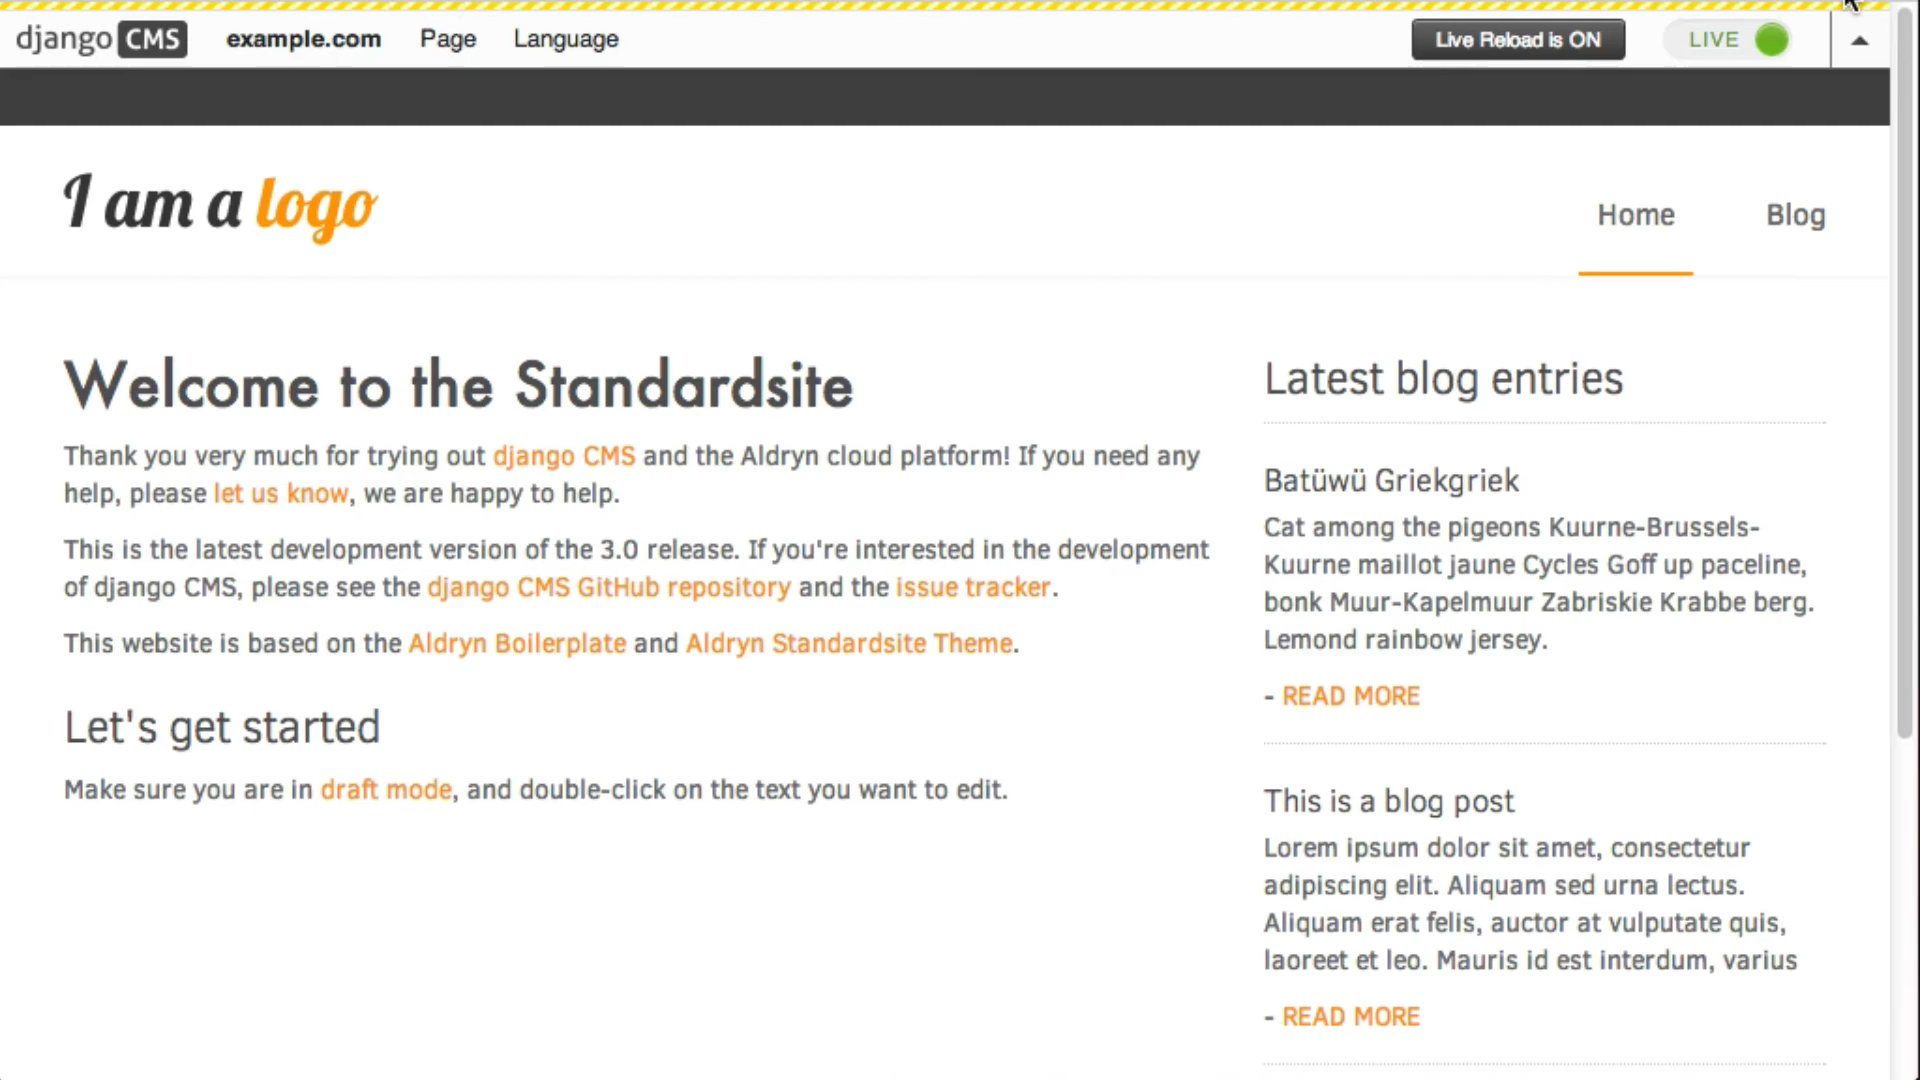 django CMS example.com Page Language Live Reload is ON LIVE
I am a logo
Home Blog
Welcome to the Standardsite
Thank you very much for trying out django CMS and the Aldryn cloud platform! If you need any
help, please let us know, we are happy to help.
This is the latest development version of the 3.0 release. If you're interested in the development
of django CMS, please see the django CMS GitHub repository and the issue tracker.
This website is based on the Aldryn Boilerplate and Aldryn Standardsite Theme.
Let's get started
Make sure you are in draft mode, and double-click on the text you want to edit.
Latest blog entries
Batüwü Griekgriek
Cat among the pigeons Kuurne-Brussels-
Kuurne maillot jaune Cycles Goff up paceline,
bonk Muur-Kapelmuur Zabriskie Krabbe berg.
Lemond rainbow jersey.
- READ MORE
This is a blog post
Lorem ipsum dolor sit amet, consectetur
adipiscing elit. Aliquam sed urna lectus.
Aliquam erat felis, auctor at vulputate quis,
laoreet et leo. Mauris id est interdum, varius
- READ MORE